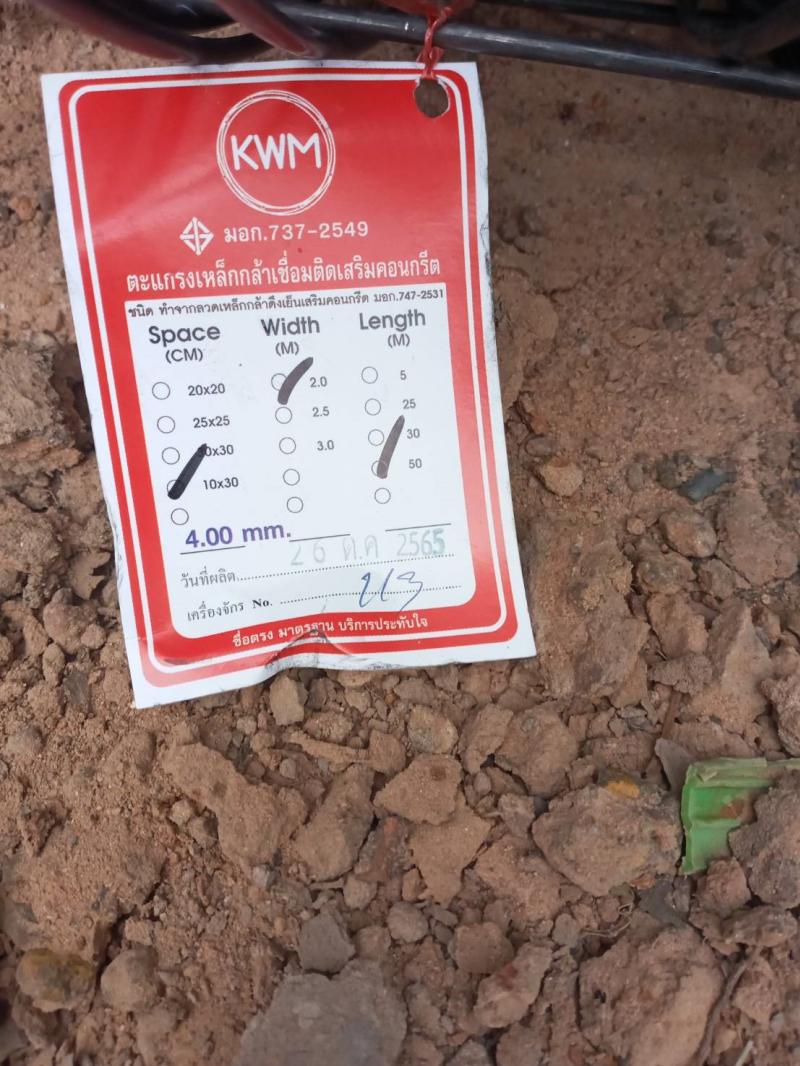 KWM
มอก.737-2549
ตะแกรงเหล็กกล้าเชื่อมติดเสริมคอนกรีต
ชนิด ทำจากลวดเหล็กกล้าดึงเย็นเสริมคอนกรีต มอก.747-2531
Space Width Length
(CM) (M) (M)
20x20 2.0 5
25x25 2.5 25
30x30 3.0 30
10x30 50
4.00 mm.
วันที่ผลิต 26 ต.ค 2565
เครื่องจักร No.
ซื่อตรง มาตรฐาน บริการประทับใจ